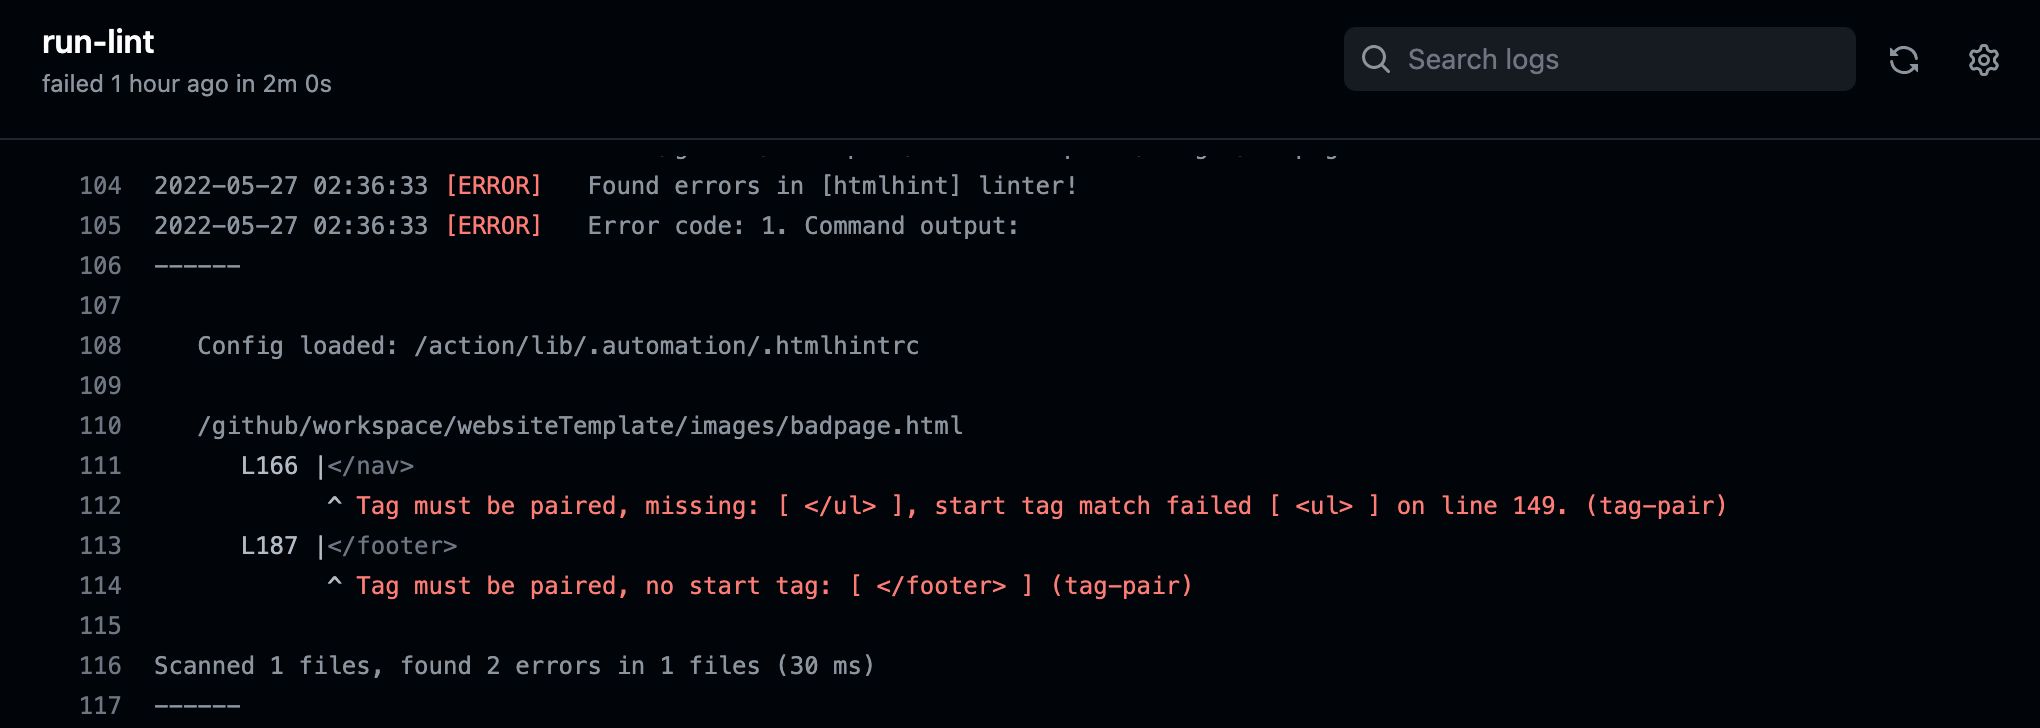 run-lint
failed 1 hour ago in 2m 0s
Search logs
104 2022-05-27 02:36:33 [ERROR]   Found errors in [htmlhint] linter!
105 2022-05-27 02:36:33 [ERROR]   Error code: 1. Command output:
106 ------
107
108    Config loaded: /action/lib/.automation/.htmlhintrc
109
110    /github/workspace/websiteTemplate/images/badpage.html
111       L166 |</nav>
112             ^ Tag must be paired, missing: [ </ul> ], start tag match failed [ <ul> ] on line 149. (tag-pair)
113       L187 |</footer>
114             ^ Tag must be paired, no start tag: [ </footer> ] (tag-pair)
115
116 Scanned 1 files, found 2 errors in 1 files (30 ms)
117 ------